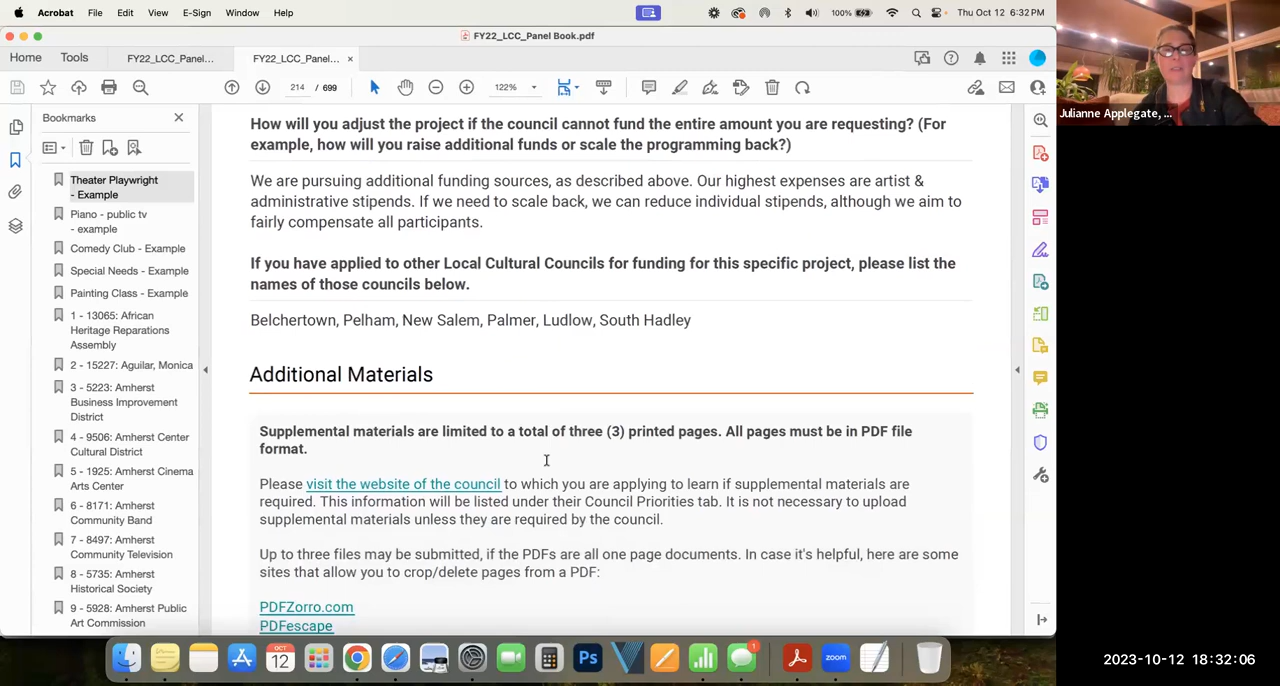 Acrobat File Edit View E-Sign Window Help 100% Thu Oct 12 6:32 PM
FY22_LCC_Panel Book.pdf
Home Tools FY22_LCC_Panel... FY22_LCC_Panel... ×
214 / 699 122%
Bookmarks
Theater Playwright
- Example
Piano - public tv
- example
Comedy Club - Example
Special Needs - Example
Painting Class - Example
1 - 13065: African
Heritage Reparations
Assembly
2 - 15227: Aguilar, Monica
3 - 5223: Amherst
Business Improvement
District
4 - 9506: Amherst Center
Cultural District
5 - 1925: Amherst Cinema
Arts Center
6 - 8171: Amherst
Community Band
7 - 8497: Amherst
Community Television
8 - 5735: Amherst
Historical Society
9 - 5928: Amherst Public
Art Commission
How will you adjust the project if the council cannot fund the entire amount you are requesting? (For
example, how will you raise additional funds or scale the programming back?)
We are pursuing additional funding sources, as described above. Our highest expenses are artist &
administrative stipends. If we need to scale back, we can reduce individual stipends, although we aim to
fairly compensate all participants.
If you have applied to other Local Cultural Councils for funding for this specific project, please list the
names of those councils below.
Belchertown, Pelham, New Salem, Palmer, Ludlow, South Hadley
Additional Materials
Supplemental materials are limited to a total of three (3) printed pages. All pages must be in PDF file
format.
Please visit the website of the council to which you are applying to learn if supplemental materials are
required. This information will be listed under their Council Priorities tab. It is not necessary to upload
supplemental materials unless they are required by the council.
Up to three files may be submitted, if the PDFs are all one page documents. In case it's helpful, here are some
sites that allow you to crop/delete pages from a PDF:
PDFZorro.com
PDFescape
Julianne Applegate, ...
OCT
12
Ps
zoom
1
2023-10-12 18:32:06